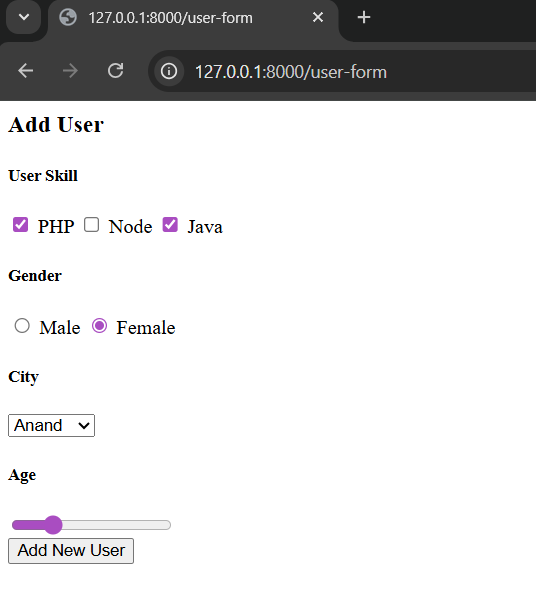 127.0.0.1:8000/user-form
127.0.0.1:8000/user-form
Add User
User Skill
PHP Node Java
Gender
Male Female
City
Anand
Age
Add New User